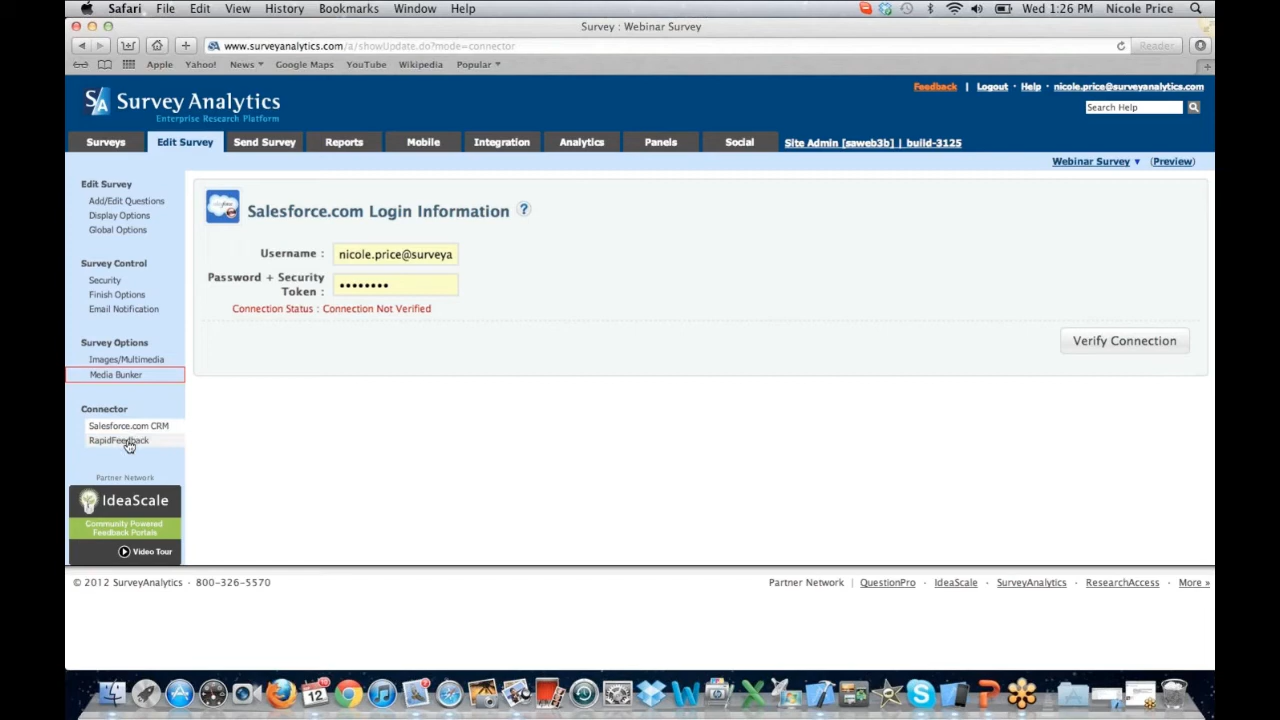 Safari File Edit View History Bookmarks Window Help Wed 1:26 PM Nicole Price
Survey : Webinar Survey
www.surveyanalytics.com/a/showUpdate.do?mode=connector Reader
Apple Yahoo! News Google Maps YouTube Wikipedia Popular
SA Survey Analytics
Enterprise Research Platform
Feedback | Logout · Help · nicole.price@surveyanalytics.com
Search Help
Surveys Edit Survey Send Survey Reports Mobile Integration Analytics Panels Social Site Admin [saweb3b] | build-3125
Webinar Survey ▼ (Preview)
Edit Survey
Add/Edit Questions
Display Options
Global Options
Survey Control
Security
Finish Options
Email Notification
Survey Options
Images/Multimedia
Media Bunker
Connector
Salesforce.com CRM
RapidFeedback
Partner Network
IdeaScale
Community Powered
Feedback Portals
Video Tour
Salesforce.com Login Information ?
Username : nicole.price@surveya
Password + Security
Token : ••••••••
Connection Status : Connection Not Verified
Verify Connection
© 2012 SurveyAnalytics · 800-326-5570
Partner Network | QuestionPro · IdeaScale · SurveyAnalytics · ResearchAccess · More »
12